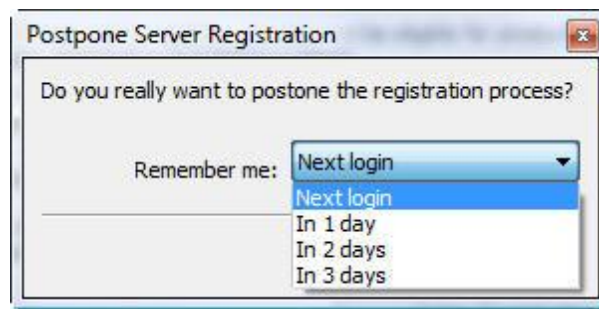 Postpone Server Registration
Do you really want to postone the registration process?
Remember me: Next login
Next login
In 1 day
In 2 days
In 3 days